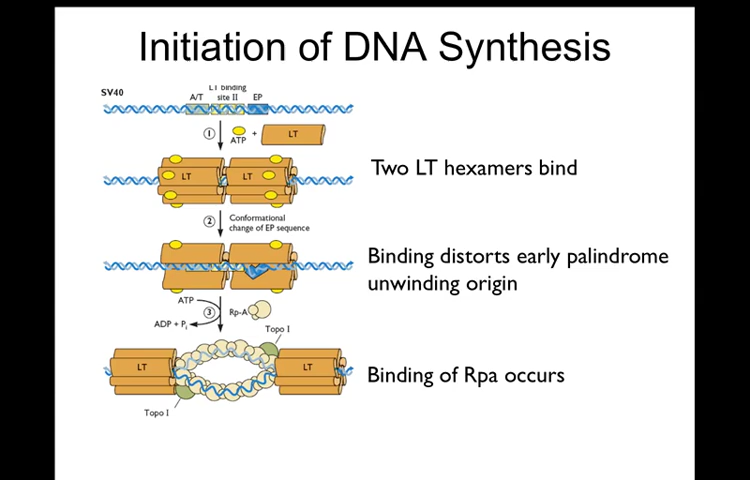 Initiation of DNA Synthesis
SV40
A/T
LT binding
site II
EP
1
ATP
+
LT
LT
LT
Two LT hexamers bind
2
Conformational
change of EP sequence
Binding distorts early palindrome
unwinding origin
ATP
3
Rp-A
ADP + Pi
Topo I
LT
LT
Binding of Rpa occurs
Topo I